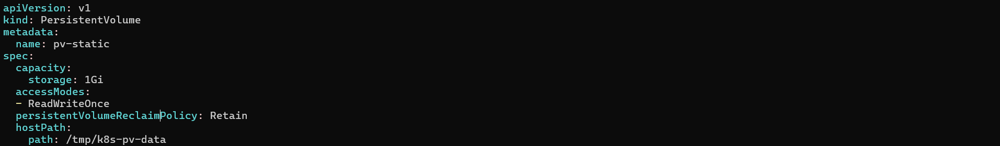 apiVersion: v1
kind: PersistentVolume
metadata:
  name: pv-static
spec:
  capacity:
    storage: 1Gi
  accessModes:
  - ReadWriteOnce
  persistentVolumeReclaimPolicy: Retain
  hostPath:
    path: /tmp/k8s-pv-data